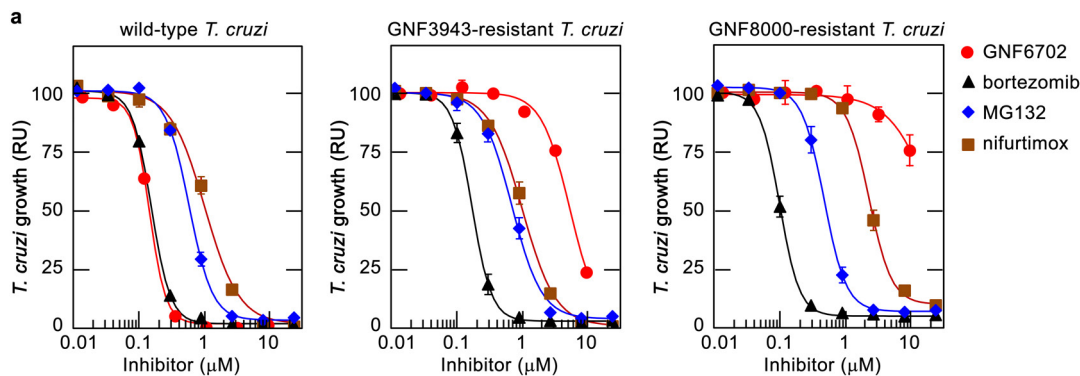 a
wild-type T. cruzi
GNF3943-resistant T. cruzi
GNF8000-resistant T. cruzi
T. cruzi growth (RU)
100
75
50
25
0
0.01
0.1
1
10
Inhibitor (μM)
T. cruzi growth (RU)
100
75
50
25
0
0.01
0.1
1
10
Inhibitor (μM)
T. cruzi growth (RU)
100
75
50
25
0
0.01
0.1
1
10
Inhibitor (μM)
GNF6702
bortezomib
MG132
nifurtimox